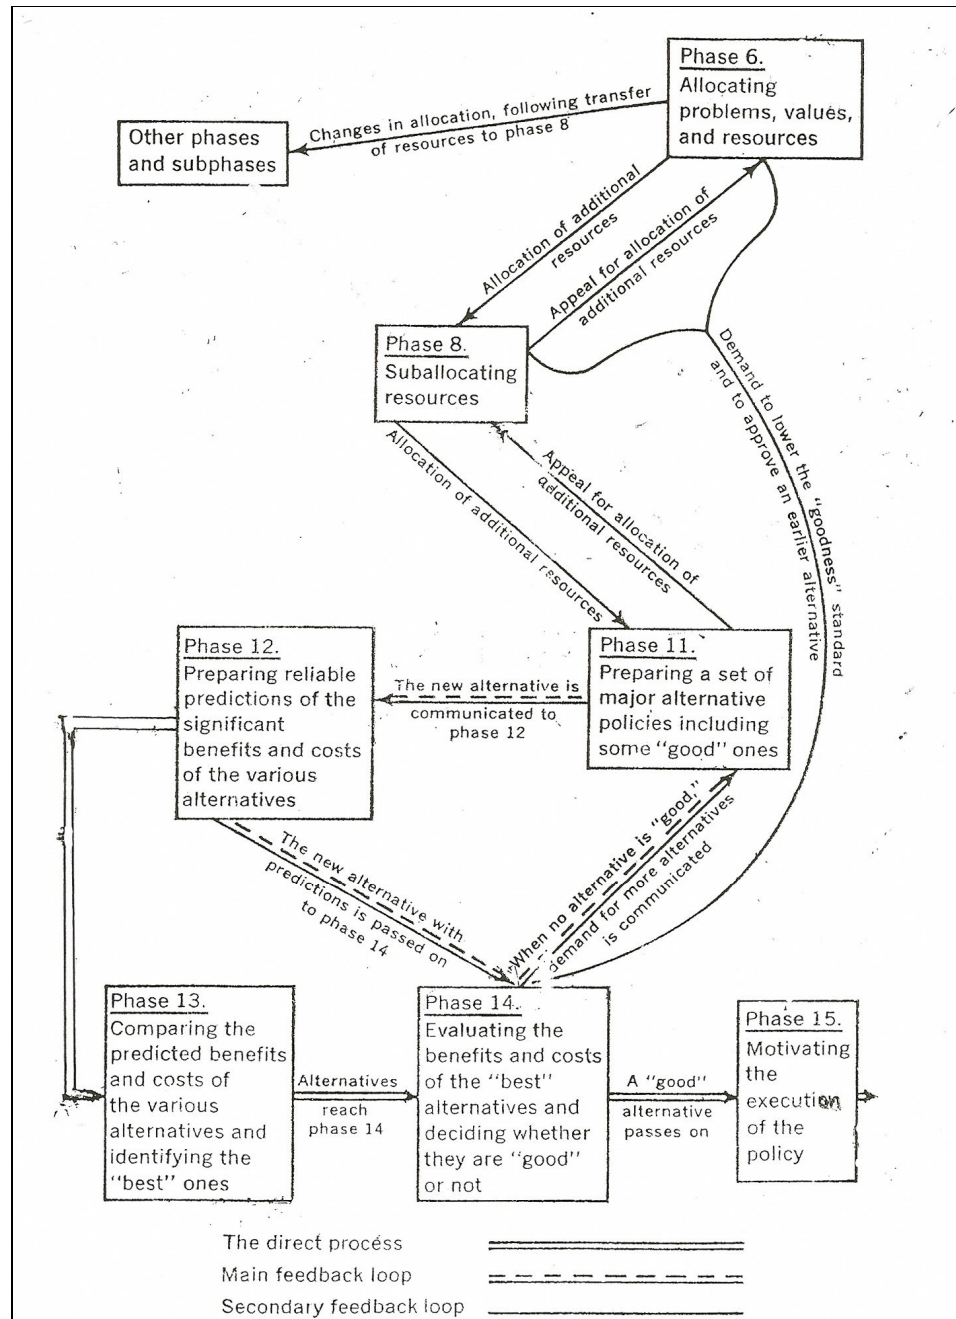 Phase 6.
Allocating
problems, values,
and resources
Changes in allocation, following transfer
of resources to phase 8
Other phases
and subphases
Allocation of additional
resources
Appeal for allocation of
additional resources
Phase 8.
Suballocating
resources
Demand to lower the "goodness" standard
and to approve an earlier alternative
Allocation of additional resources
Appeal for allocation of
additional resources
Phase 11.
Preparing a set of
major alternative
policies including
some "good" ones
The new alternative is
communicated to
phase 12
Phase 12.
Preparing reliable
predictions of the
significant
benefits and costs
of the various
alternatives
The new alternative with
predictions is passed on
to phase 14
When no alternative is "good,"
demand for more alternatives
is communicated
Phase 13.
Comparing the
predicted benefits
and costs of
the various
alternatives and
identifying the
"best" ones
Alternatives
reach
phase 14
Phase 14.
Evaluating the
benefits and costs
of the "best"
alternatives and
deciding whether
they are "good"
or not
A "good"
alternative
passes on
Phase 15.
Motivating
the
execution
of the
policy
The direct process
Main feedback loop
Secondary feedback loop